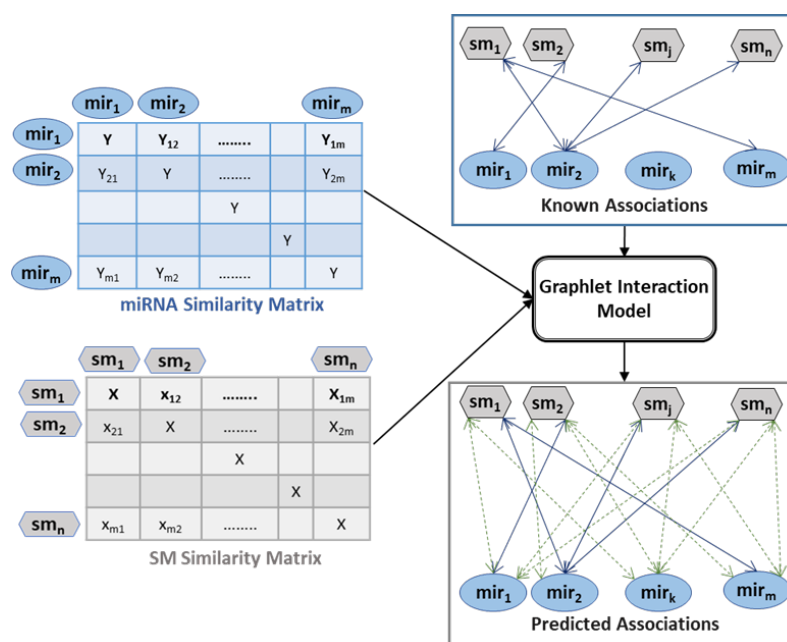 sm₁ sm₂ smⱼ smₙ
mir₁ mir₂ mirₖ mirₘ
Known Associations
mir₁ mir₂ mirₘ
mir₁ Y Y₁₂ ........ Y₁ₘ
mir₂ Y₂₁ Y ........ Y₂ₘ
Y
Y
mirₘ Yₘ₁ Yₘ₂ ........ Y
miRNA Similarity Matrix
Graphlet Interaction
Model
sm₁ sm₂ smₙ
sm₁ X x₁₂ ........ X₁ₘ
sm₂ x₂₁ X ........ X₂ₘ
X
X
smₙ xₘ₁ xₘ₂ ........ X
SM Similarity Matrix
sm₁ sm₂ smⱼ smₙ
mir₁ mir₂ mirₖ mirₘ
Predicted Associations